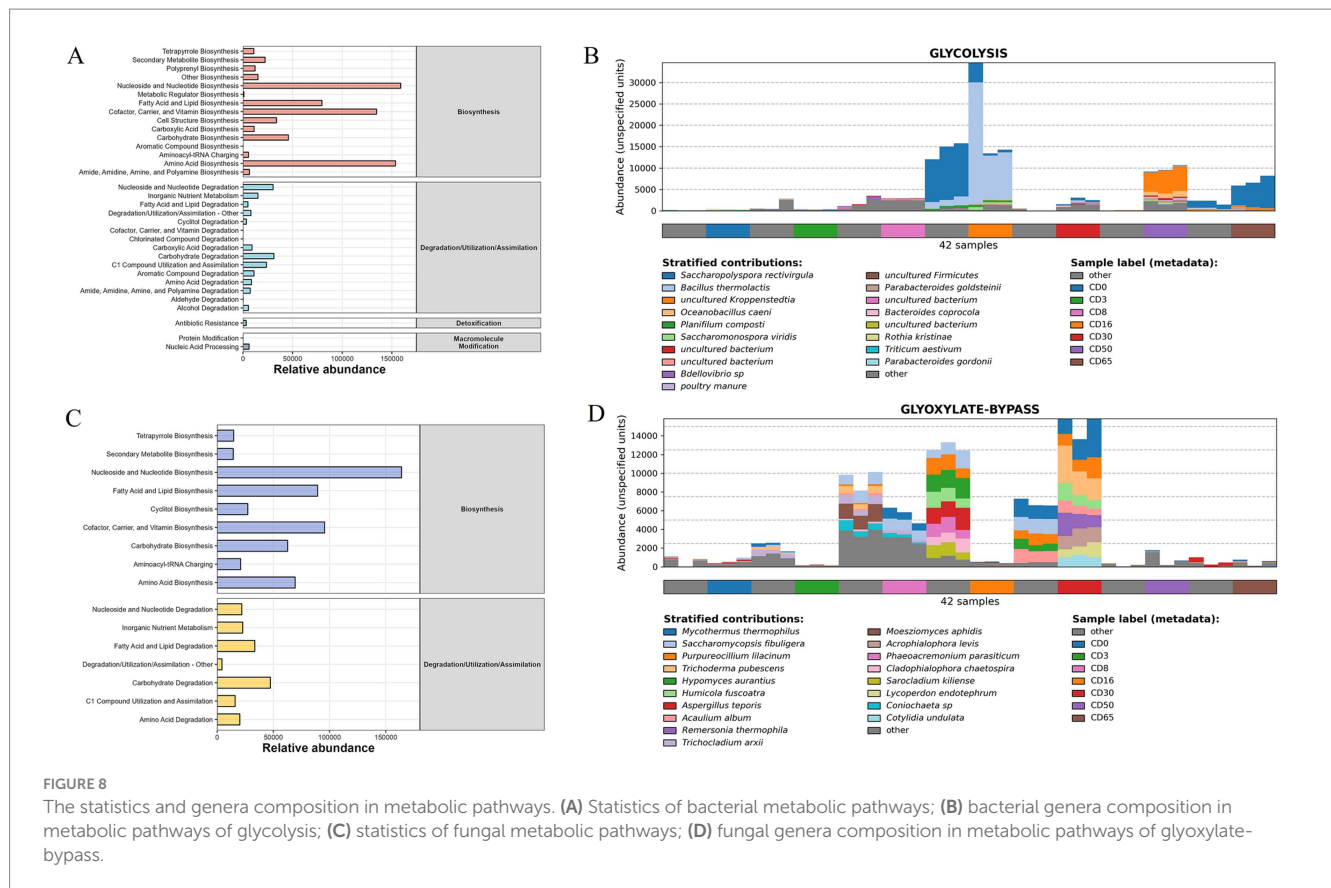 A
Tetrapyrrole Biosynthesis
Secondary Metabolite Biosynthesis
Polyprenyl Biosynthesis
Other Biosynthesis
Nucleoside and Nucleotide Biosynthesis
Metabolic Regulator Biosynthesis
Fatty Acid and Lipid Biosynthesis
Cofactor, Carrier, and Vitamin Biosynthesis
Cell Structure Biosynthesis
Carboxylic Acid Biosynthesis
Carbohydrate Biosynthesis
Aromatic Compound Biosynthesis
Aminoacyl-tRNA Charging
Amino Acid Biosynthesis
Amide, Amidine, Amine, and Polyamine Biosynthesis
Biosynthesis
Nucleoside and Nucleotide Degradation
Inorganic Nutrient Metabolism
Fatty Acid and Lipid Degradation
Degradation/Utilization/Assimilation - Other
Cyclitol Degradation
Cofactor, Carrier, and Vitamin Degradation
Chlorinated Compound Degradation
Carboxylic Acid Degradation
Carbohydrate Degradation
C1 Compound Utilization and Assimilation
Aromatic Compound Degradation
Amino Acid Degradation
Amide, Amidine, Amine, and Polyamine Degradation
Aldehyde Degradation
Alcohol Degradation
Degradation/Utilization/Assimilation
Antibiotic Resistance
Detoxification
Protein Modification
Nucleic Acid Processing
Macromolecule
Modification
0 50000 100000 150000
Relative abundance
B
GLYCOLYSIS
Abundance (unspecified units)
30000
25000
20000
15000
10000
5000
0
42 samples
Stratified contributions:
Saccharopolyspora rectivirgula
Bacillus thermolactis
uncultured Kroppenstedtia
Oceanobacillus caeni
Planifilum composti
Saccharomonospora viridis
uncultured bacterium
uncultured bacterium
Bdellovibrio sp
poultry manure
uncultured Firmicutes
Parabacteroides goldsteinii
uncultured bacterium
Bacteroides coprocola
uncultured bacterium
Rothia kristinae
Triticum aestivum
Parabacteroides gordonii
other
Sample label (metadata):
other
CD0
CD3
CD8
CD16
CD30
CD50
CD65
C
Tetrapyrrole Biosynthesis
Secondary Metabolite Biosynthesis
Nucleoside and Nucleotide Biosynthesis
Fatty Acid and Lipid Biosynthesis
Cyclitol Biosynthesis
Cofactor, Carrier, and Vitamin Biosynthesis
Carbohydrate Biosynthesis
Aminoacyl-tRNA Charging
Amino Acid Biosynthesis
Biosynthesis
Nucleoside and Nucleotide Degradation
Inorganic Nutrient Metabolism
Fatty Acid and Lipid Degradation
Degradation/Utilization/Assimilation - Other
Carbohydrate Degradation
C1 Compound Utilization and Assimilation
Amino Acid Degradation
Degradation/Utilization/Assimilation
0 50000 100000 150000
Relative abundance
D
GLYOXYLATE-BYPASS
Abundance (unspecified units)
14000
12000
10000
8000
6000
4000
2000
0
42 samples
Stratified contributions:
Mycothermus thermophilus
Saccharomycopsis fibuligera
Purpureocillium lilacinum
Trichoderma pubescens
Hypomyces aurantius
Humicola fuscoatra
Aspergillus teporis
Acaulium album
Remersonia thermophila
Trichocladium arxii
Moesziomyces aphidis
Acrophialophora levis
Phaeoacremonium parasiticum
Cladophialophora chaetospira
Sarocladium kiliense
Lycoperdon endotephrum
Coniochaeta sp
Cotylidia undulata
other
Sample label (metadata):
other
CD0
CD3
CD8
CD16
CD30
CD50
CD65
FIGURE 8
The statistics and genera composition in metabolic pathways. (A) Statistics of bacterial metabolic pathways; (B) bacterial genera composition in
metabolic pathways of glycolysis; (C) statistics of fungal metabolic pathways; (D) fungal genera composition in metabolic pathways of glyoxylate-
bypass.